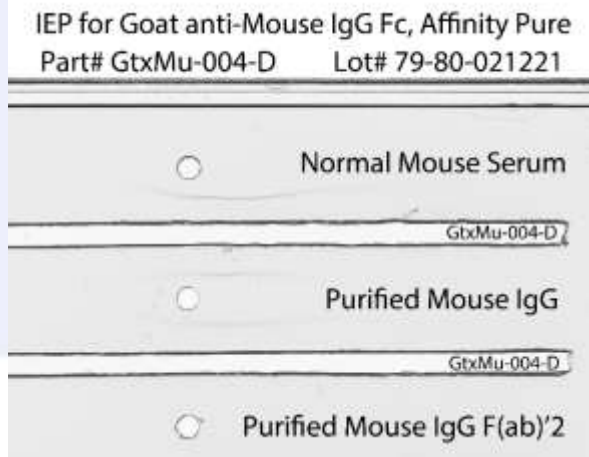 IEP for Goat anti-Mouse IgG Fc, Affinity Pure
Part# GtxMu-004-D Lot# 79-80-021221
Normal Mouse Serum
GtxMu-004-D
Purified Mouse IgG
GtxMu-004-D
Purified Mouse IgG F(ab)'2